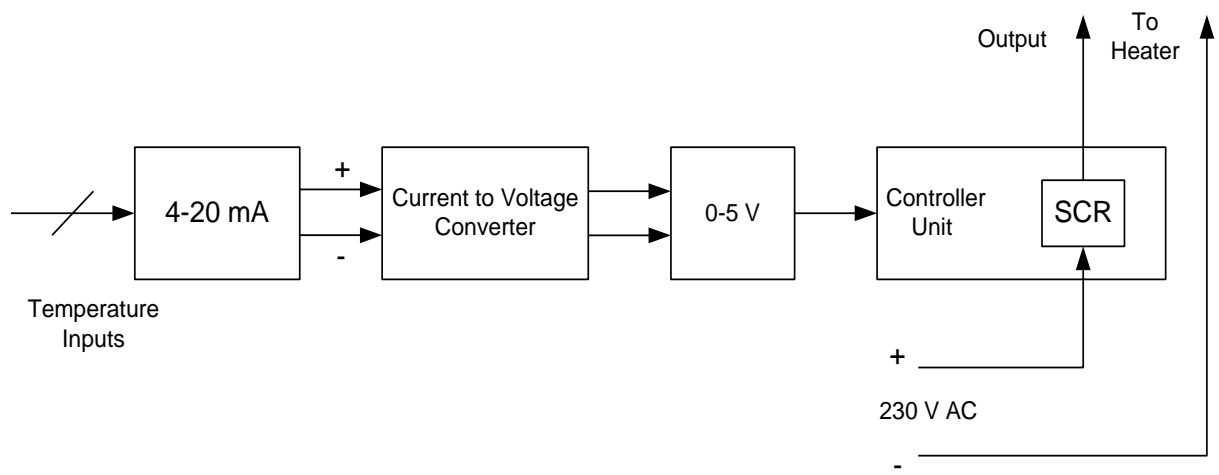 Output
To
Heater
+
4-20 mA
Current to Voltage
Converter
0-5 V
Controller
Unit
SCR
-
Temperature
Inputs
+
230 V AC
-